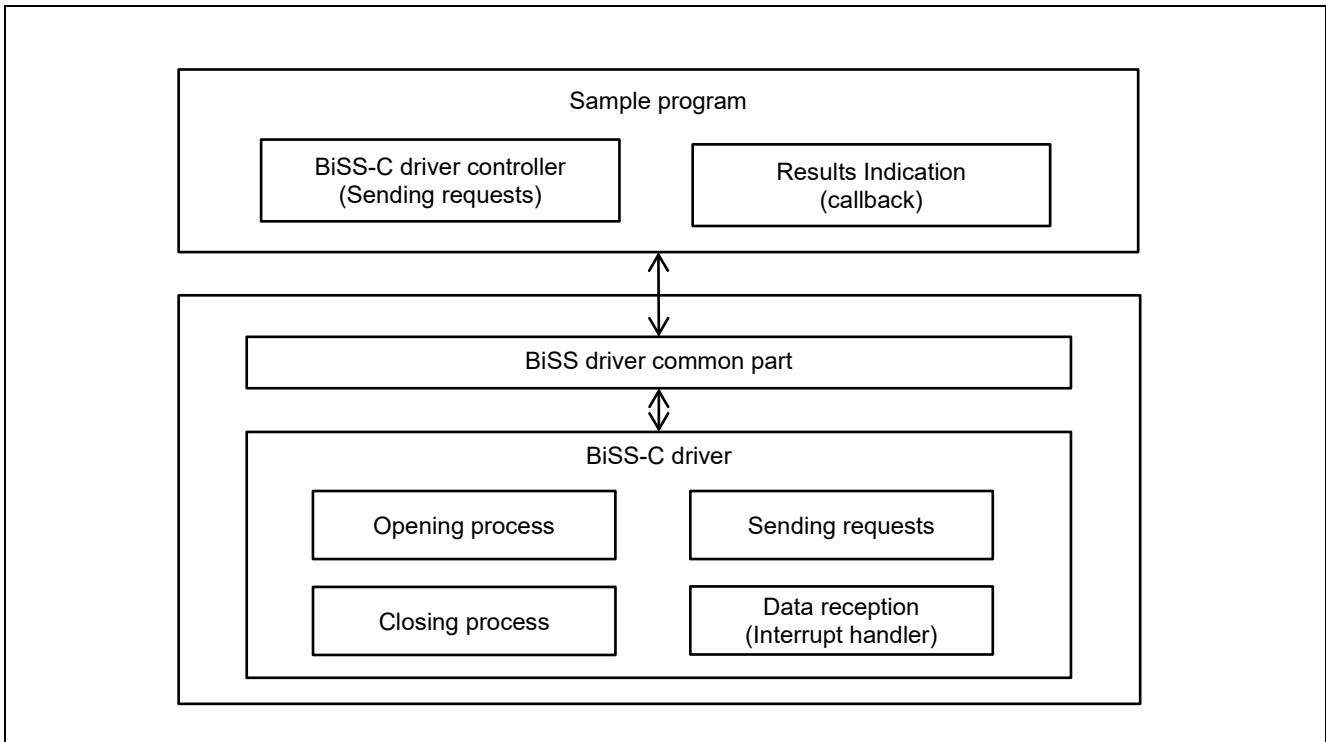 Sample program
BiSS-C driver controller
(Sending requests)
Results Indication
(callback)
BiSS driver common part
BiSS-C driver
Opening process
Sending requests
Closing process
Data reception
(Interrupt handler)